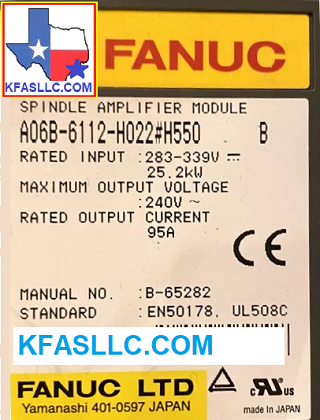 KFASLLC.COM
FANUC
SPINDLE AMPLIFIER MODULE
A06B-6112-H022#H550 B
RATED INPUT : 283-339V
25.2kW
MAXIMUM OUTPUT VOLTAGE
:240V~
RATED OUTPUT CURRENT
95A
CE
MANUAL NO. :B-65282
STANDARD :EN50178, UL508C
KFASLLC.COM
FANUC LTD
Yamanashi 401-0597 JAPAN
c UL US
made in JAPAN